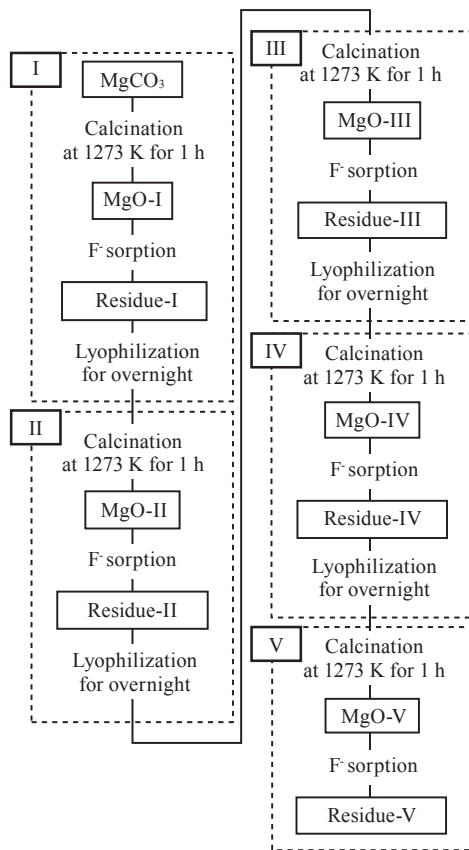 I
MgCO₃
Calcination
at 1273 K for 1 h
MgO-I
F⁻ sorption
Residue-I
Lyophilization
for overnight
II
Calcination
at 1273 K for 1 h
MgO-II
F⁻ sorption
Residue-II
Lyophilization
for overnight
III
Calcination
at 1273 K for 1 h
MgO-III
F⁻ sorption
Residue-III
Lyophilization
for overnight
IV
Calcination
at 1273 K for 1 h
MgO-IV
F⁻ sorption
Residue-IV
Lyophilization
for overnight
V
Calcination
at 1273 K for 1 h
MgO-V
F⁻ sorption
Residue-V